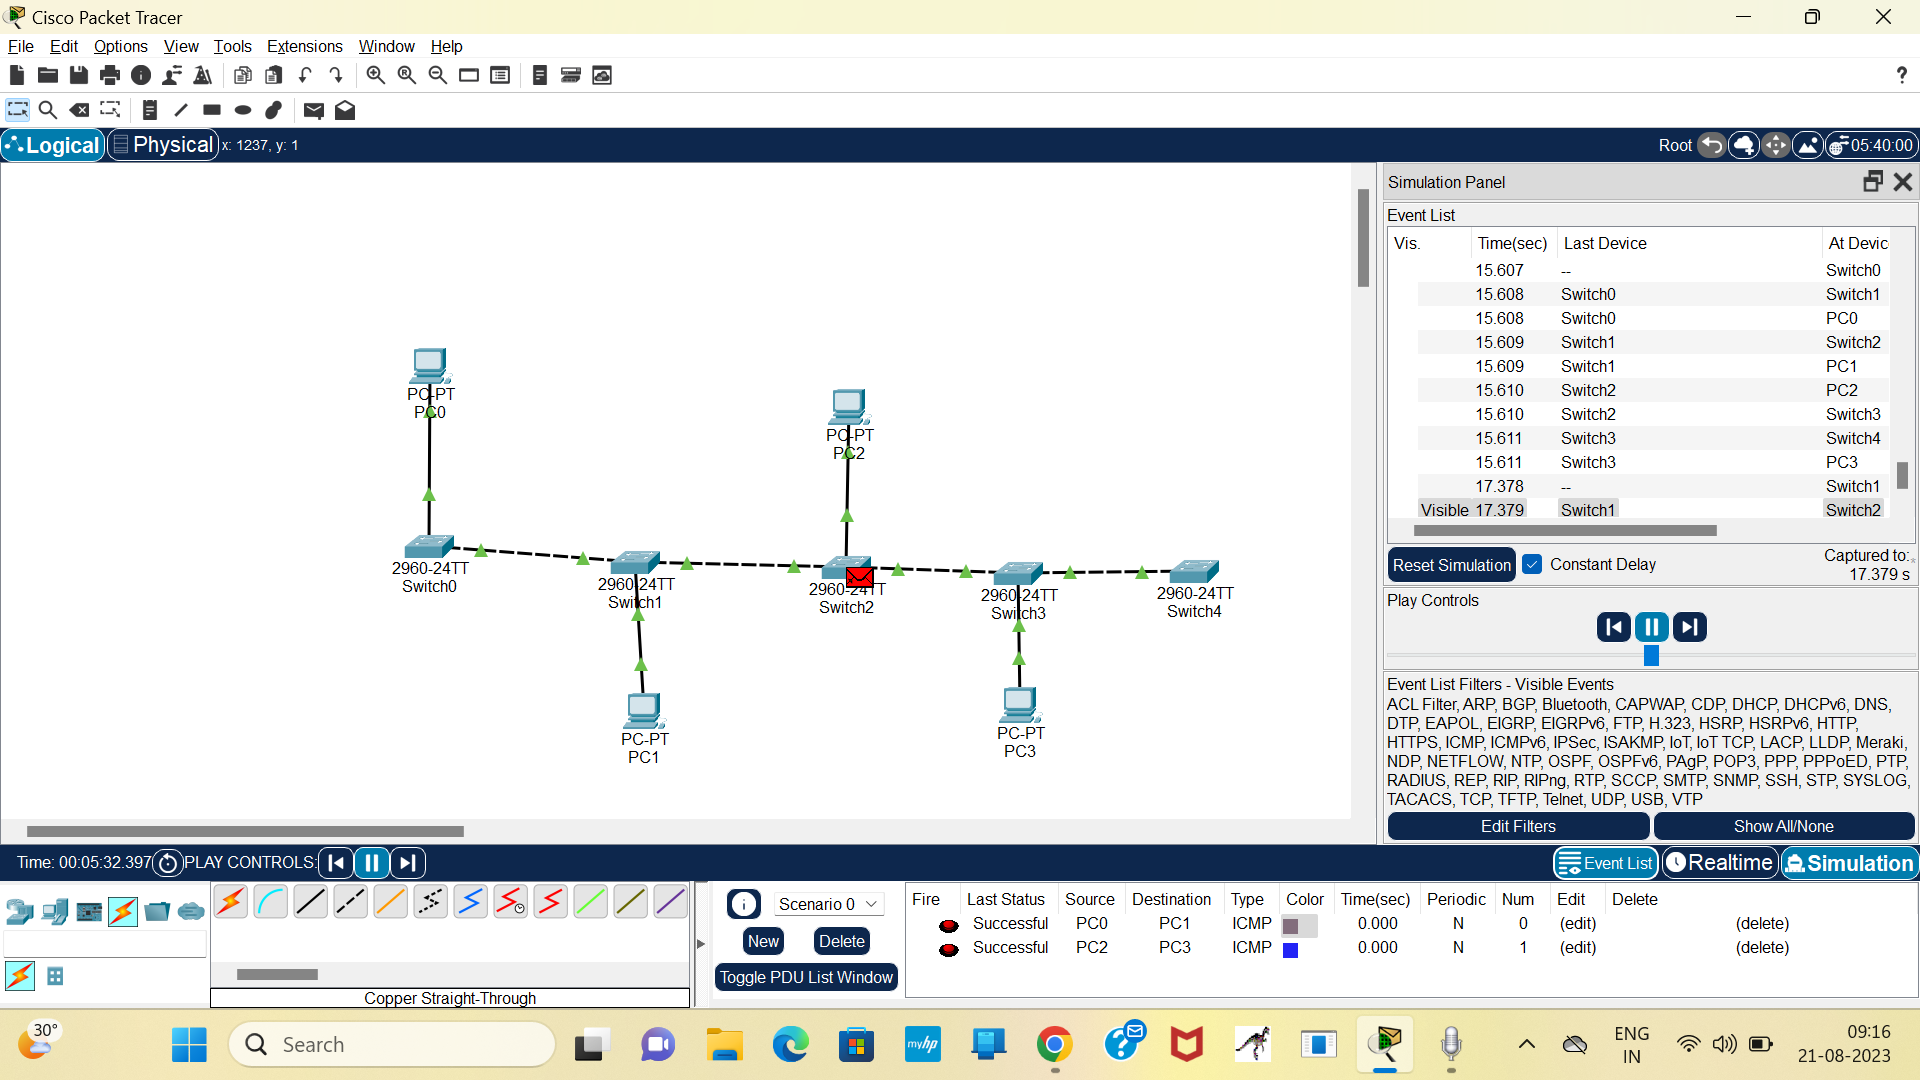 Cisco Packet Tracer
File Edit Options View Tools Extensions Window Help
?
Logical Physical x: 1237, y: 1 Root 05:40:00
Simulation Panel
Event List
Vis. Time(sec) Last Device At Devic
15.607 -- Switch0
15.608 Switch0 Switch1
15.608 Switch0 PC0
15.609 Switch1 Switch2
15.609 Switch1 PC1
15.610 Switch2 PC2
15.610 Switch2 Switch3
15.611 Switch3 Switch4
15.611 Switch3 PC3
17.378 -- Switch1
Visible 17.379 Switch1 Switch2
Reset Simulation Constant Delay Captured to:
17.379 s
Play Controls
Event List Filters - Visible Events
ACL Filter, ARP, BGP, Bluetooth, CAPWAP, CDP, DHCP, DHCPv6, DNS,
DTP, EAPOL, EIGRP, EIGRPv6, FTP, H.323, HSRP, HSRPv6, HTTP,
HTTPS, ICMP, ICMPv6, IPSec, ISAKMP, IoT, IoT TCP, LACP, LLDP, Meraki,
NDP, NETFLOW, NTP, OSPF, OSPFv6, PAgP, POP3, PPP, PPPoED, PTP,
RADIUS, REP, RIP, RIPng, RTP, SCCP, SMTP, SNMP, SSH, STP, SYSLOG,
TACACS, TCP, TFTP, Telnet, UDP, USB, VTP
Edit Filters Show All/None
PC-PT
PC0
PC-PT
PC2
2960-24TT
Switch0
2960-24TT
Switch1
2960-24TT
Switch2
2960-24TT
Switch3
2960-24TT
Switch4
PC-PT
PC1
PC-PT
PC3
Time: 00:05:32.397 PLAY CONTROLS: Event List Realtime Simulation
Scenario 0
New Delete
Toggle PDU List Window
Fire Last Status Source Destination Type Color Time(sec) Periodic Num Edit Delete
Successful PC0 PC1 ICMP 0.000 N 0 (edit) (delete)
Successful PC2 PC3 ICMP 0.000 N 1 (edit) (delete)
Copper Straight-Through
30°
Search
myhp
?
ENG
IN
09:16
21-08-2023